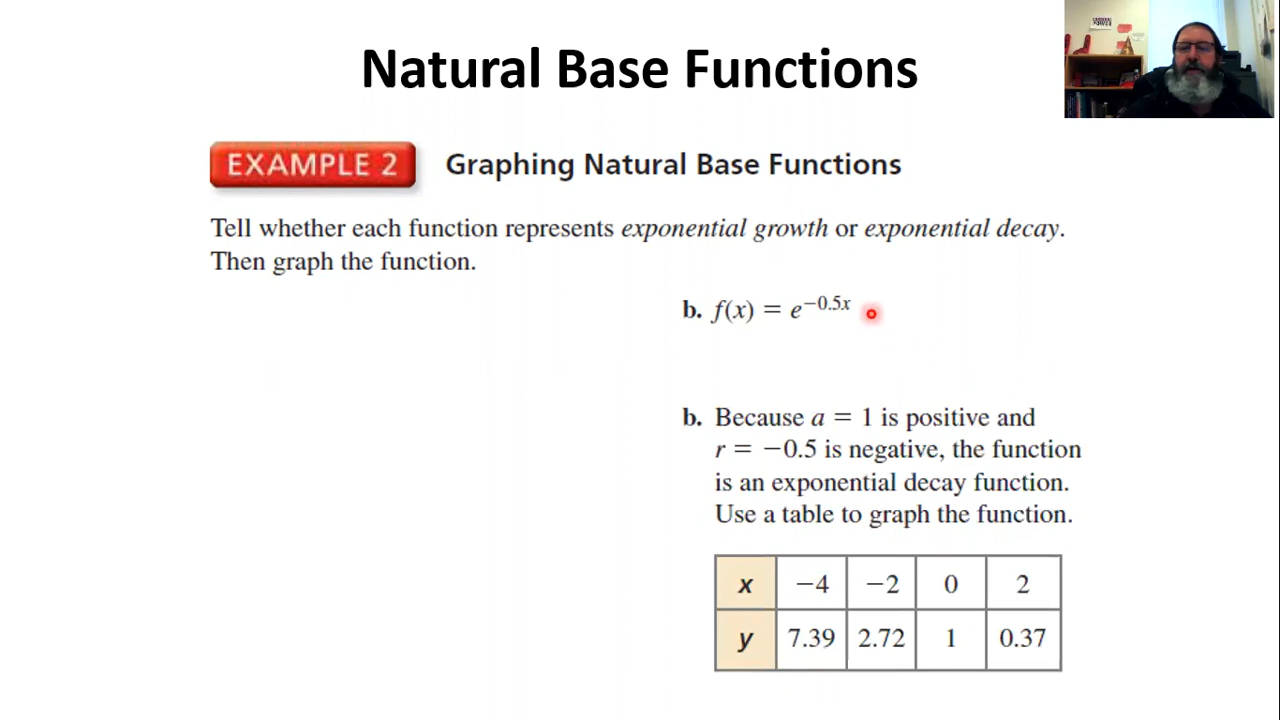 Natural Base Functions
EXAMPLE 2 Graphing Natural Base Functions
Tell whether each function represents exponential growth or exponential decay.
Then graph the function.
b. f(x) = e^{−0.5x}
b. Because a = 1 is positive and
r = −0.5 is negative, the function
is an exponential decay function.
Use a table to graph the function.
x −4 −2 0 2
y 7.39 2.72 1 0.37